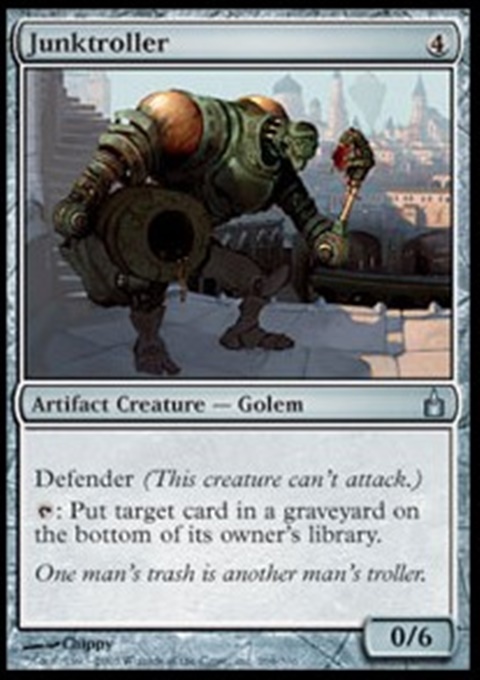 Junktroller 4
Artifact Creature — Golem
Defender (This creature can't attack.)
: Put target card in a graveyard on
the bottom of its owner's library.
One man's trash is another man's troller.
Chippy
0/6